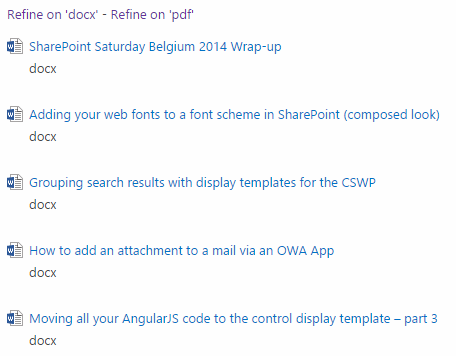 Refine on 'docx' - Refine on 'pdf'
SharePoint Saturday Belgium 2014 Wrap-up
docx
Adding your web fonts to a font scheme in SharePoint (composed look)
docx
Grouping search results with display templates for the CSWP
docx
How to add an attachment to a mail via an OWA App
docx
Moving all your AngularJS code to the control display template – part 3
docx